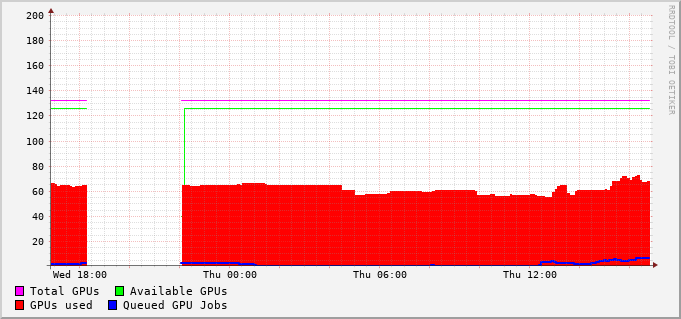 RRDTOOL / TOBI OETIKER
200
180
160
140
120
100
80
60
40
20
Wed 18:00 Thu 00:00 Thu 06:00 Thu 12:00
Total GPUs Available GPUs
GPUs used Queued GPU Jobs